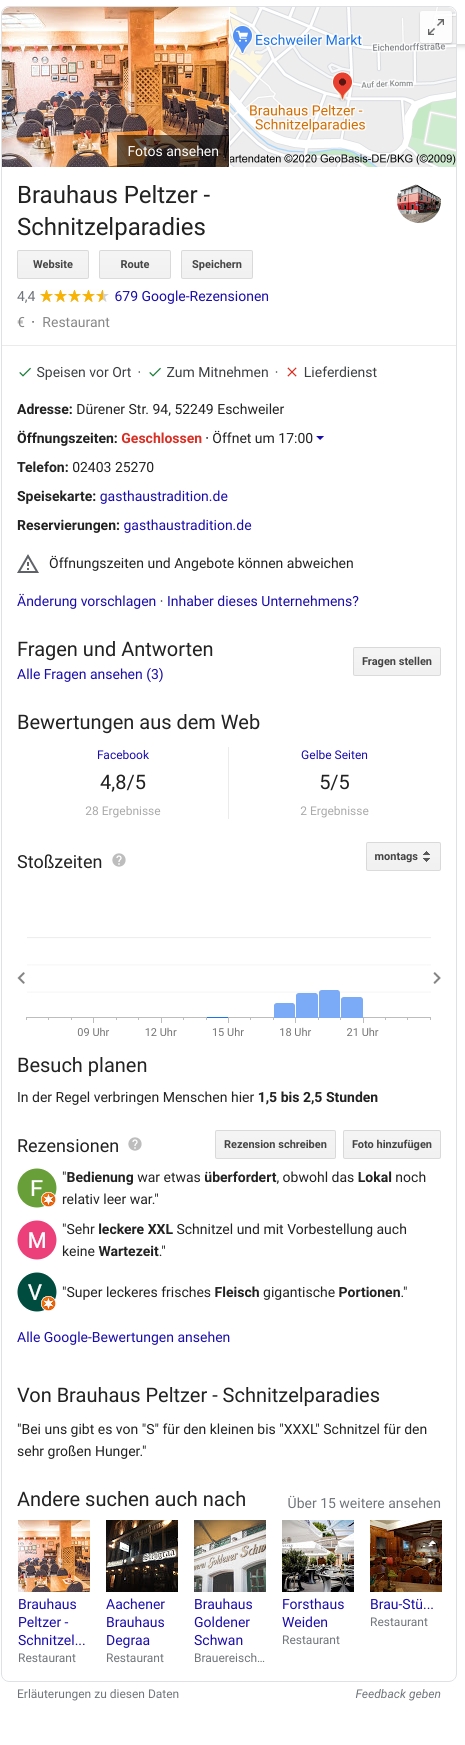 Eschweiler Markt
Eichendorffstraße
Auf der Komm
Brauhaus Peltzer -
Schnitzelparadies
Fotos ansehen
artendaten ©2020 GeoBasis-DE/BKG (©2009)
Brauhaus Peltzer -
Schnitzelparadies
Website Route Speichern
4,4 679 Google-Rezensionen
€ · Restaurant
Speisen vor Ort · Zum Mitnehmen · Lieferdienst
Adresse: Dürener Str. 94, 52249 Eschweiler
Öffnungszeiten: Geschlossen · Öffnet um 17:00
Telefon: 02403 25270
Speisekarte: gasthaustradition.de
Reservierungen: gasthaustradition.de
Öffnungszeiten und Angebote können abweichen
Änderung vorschlagen · Inhaber dieses Unternehmens?
Fragen und Antworten
Alle Fragen ansehen (3)
Fragen stellen
Bewertungen aus dem Web
Facebook Gelbe Seiten
4,8/5 5/5
28 Ergebnisse 2 Ergebnisse
Stoßzeiten ?
montags
09 Uhr 12 Uhr 15 Uhr 18 Uhr 21 Uhr
Besuch planen
In der Regel verbringen Menschen hier 1,5 bis 2,5 Stunden
Rezensionen ? Rezension schreiben Foto hinzufügen
F
"Bedienung war etwas überfordert, obwohl das Lokal noch
relativ leer war."
M
"Sehr leckere XXL Schnitzel und mit Vorbestellung auch
keine Wartezeit."
V
"Super leckeres frisches Fleisch gigantische Portionen."
Alle Google-Bewertungen ansehen
Von Brauhaus Peltzer - Schnitzelparadies
"Bei uns gibt es von "S" für den kleinen bis "XXXL" Schnitzel für den
sehr großen Hunger."
Andere suchen auch nach Über 15 weitere ansehen
Brauhaus
Peltzer -
Schnitzel...
Restaurant
Aachener
Brauhaus
Degraa
Restaurant
Brauhaus
Goldener
Schwan
Brauereisch...
Forsthaus
Weiden
Restaurant
Brau-Stü...
Restaurant
Erläuterungen zu diesen Daten Feedback geben